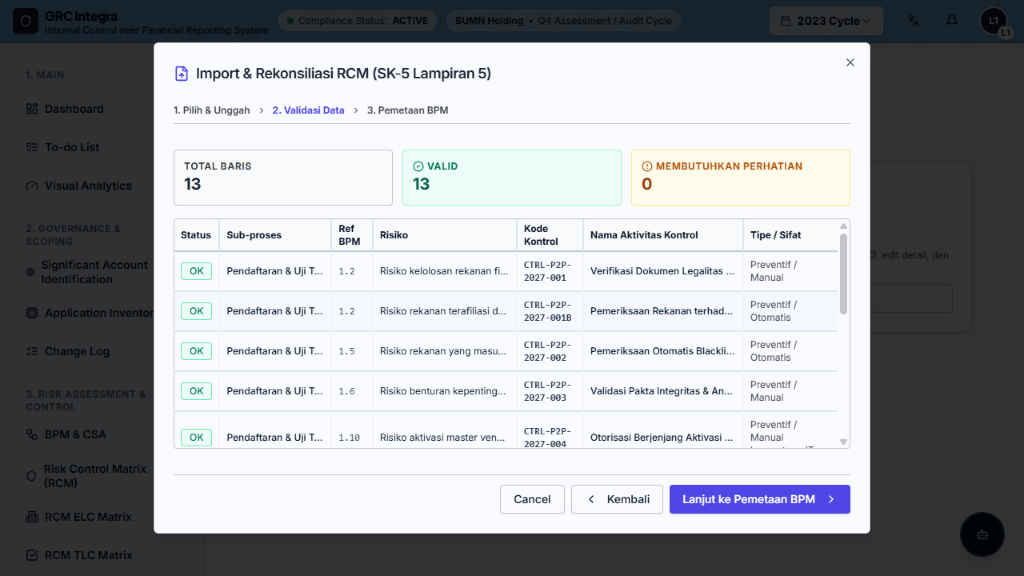 GRC Integra
Internal Control over Financial Reporting System
Compliance Status: ACTIVE
BUMN Holding • Q4 Assessment / Audit Cycle
2023 Cycle
L1
L1
1. MAIN
Dashboard
To-do List
Visual Analytics
2. GOVERNANCE &
SCOPING
Significant Account
Identification
Application Inventor
Change Log
3. RISK ASSESSMENT &
CONTROL
BPM & CSA
Risk Control Matrix
(RCM)
RCM ELC Matrix
RCM TLC Matrix
edit detail, dan
Import & Rekonsiliasi RCM (SK-5 Lampiran 5)
1. Pilih & Unggah > 2. Validasi Data > 3. Pemetaan BPM
TOTAL BARIS
13
VALID
13
MEMBUTUHKAN PERHATIAN
0
Status Sub-proses Ref BPM Risiko Kode Kontrol Nama Aktivitas Kontrol Tipe / Sifat
OK Pendaftaran & Uji T... 1.2 Risiko kelolosan rekanan fi... CTRL-P2P-2027-001 Verifikasi Dokumen Legalitas ... Preventif / Manual
OK Pendaftaran & Uji T... 1.2 Risiko rekanan terafiliasi d... CTRL-P2P-2027-001B Pemeriksaan Rekanan terhad... Preventif / Otomatis
OK Pendaftaran & Uji T... 1.5 Risiko rekanan yang masu... CTRL-P2P-2027-002 Pemeriksaan Otomatis Blackli... Preventif / Otomatis
OK Pendaftaran & Uji T... 1.6 Risiko benturan kepenting... CTRL-P2P-2027-003 Validasi Pakta Integritas & An... Preventif / Manual
OK Pendaftaran & Uji T... 1.10 Risiko aktivasi master ven... CTRL-P2P-2027-004 Otorisasi Berjenjang Aktivasi ... Preventif / Manual
Cancel
Kembali
Lanjut ke Pemetaan BPM